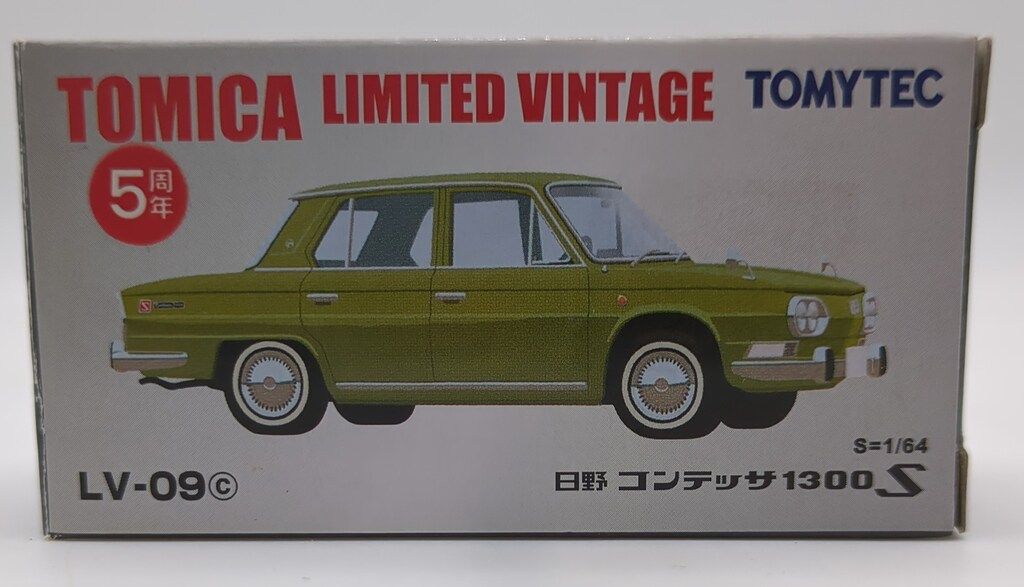 TOMICA LIMITED VINTAGE TOMYTEC
5周年
S
S=1/64
LV-09ⓒ
日野 コンテッサ1300S